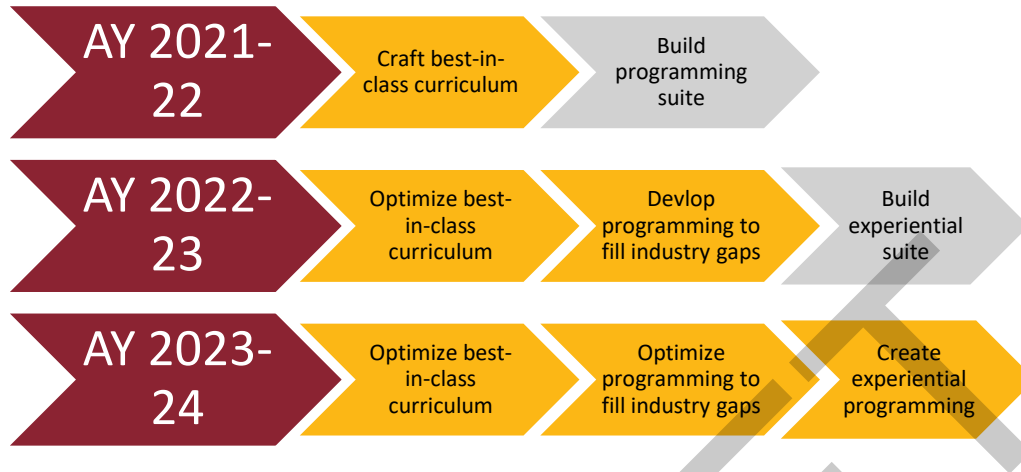 AY 2021-
22
Craft best-in-
class curriculum
Build
programming
suite
AY 2022-
23
Optimize best-
in-class
curriculum
Devlop
programming to
fill industry gaps
Build
experiential
suite
AY 2023-
24
Optimize best-
in-class
curriculum
Optimize
programming to
fill industry gaps
Create
experiential
programming